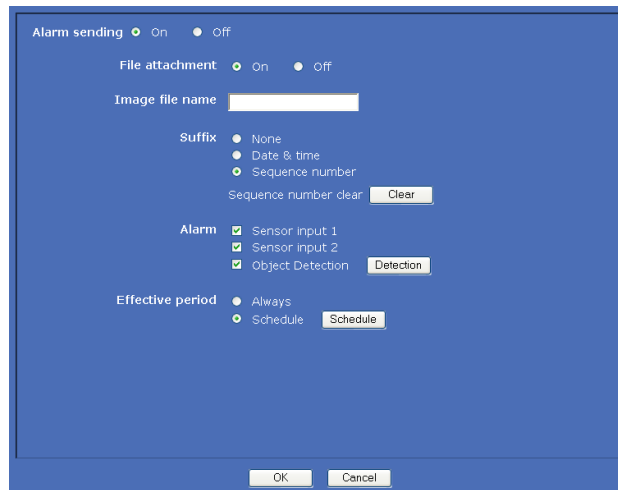 Alarm sending On Off
File attachment On Off
Image file name
Suffix None
Date & time
Sequence number
Sequence number clear Clear
Alarm Sensor input 1
Sensor input 2
Object Detection Detection
Effective period Always
Schedule Schedule
OK Cancel